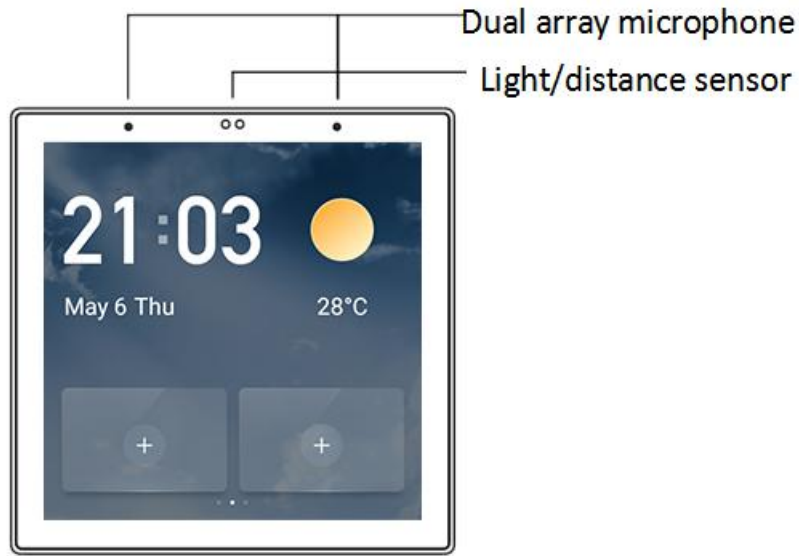 Dual array microphone
Light/distance sensor
21:03
May 6 Thu
28°C
+ +